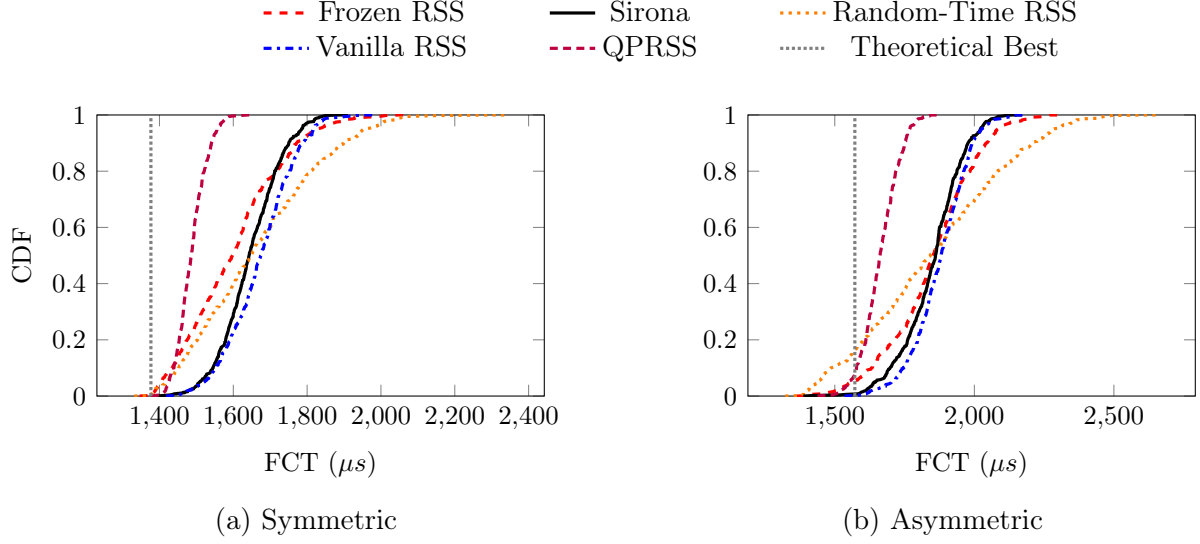 Frozen RSS Sirona Random-Time RSS
Vanilla RSS QPRSS Theoretical Best
1
0.8
0.6
0.4
0.2
0
CDF
1,400 1,600 1,800 2,000 2,200 2,400
FCT (μs)
(a) Symmetric
1
0.8
0.6
0.4
0.2
0
1,500 2,000 2,500
FCT (μs)
(b) Asymmetric